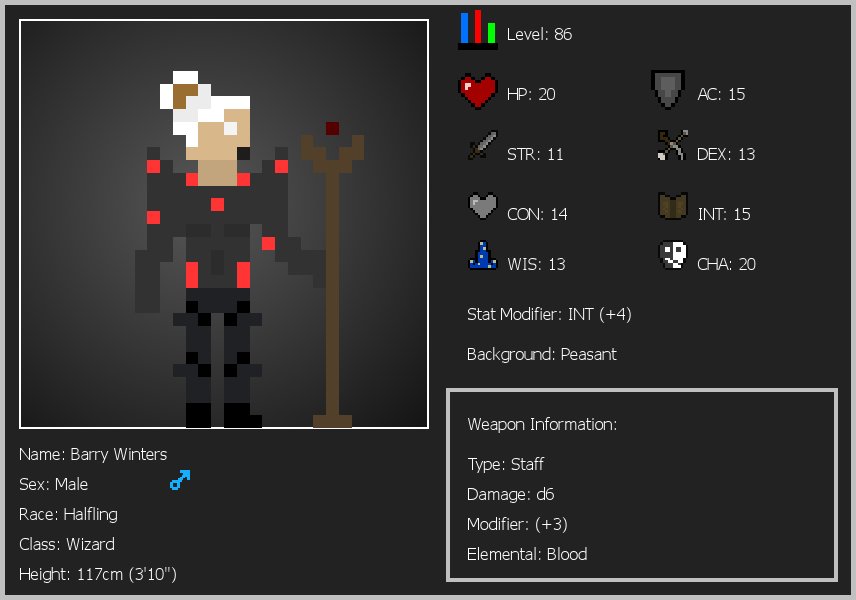 Level: 86
HP: 20
AC: 15
STR: 11
DEX: 13
CON: 14
INT: 15
WIS: 13
CHA: 20
Stat Modifier: INT (+4)
Background: Peasant
Weapon Information:
Type: Staff
Damage: d6
Modifier: (+3)
Elemental: Blood
Name: Barry Winters
Sex: Male
Race: Halfling
Class: Wizard
Height: 117cm (3'10")